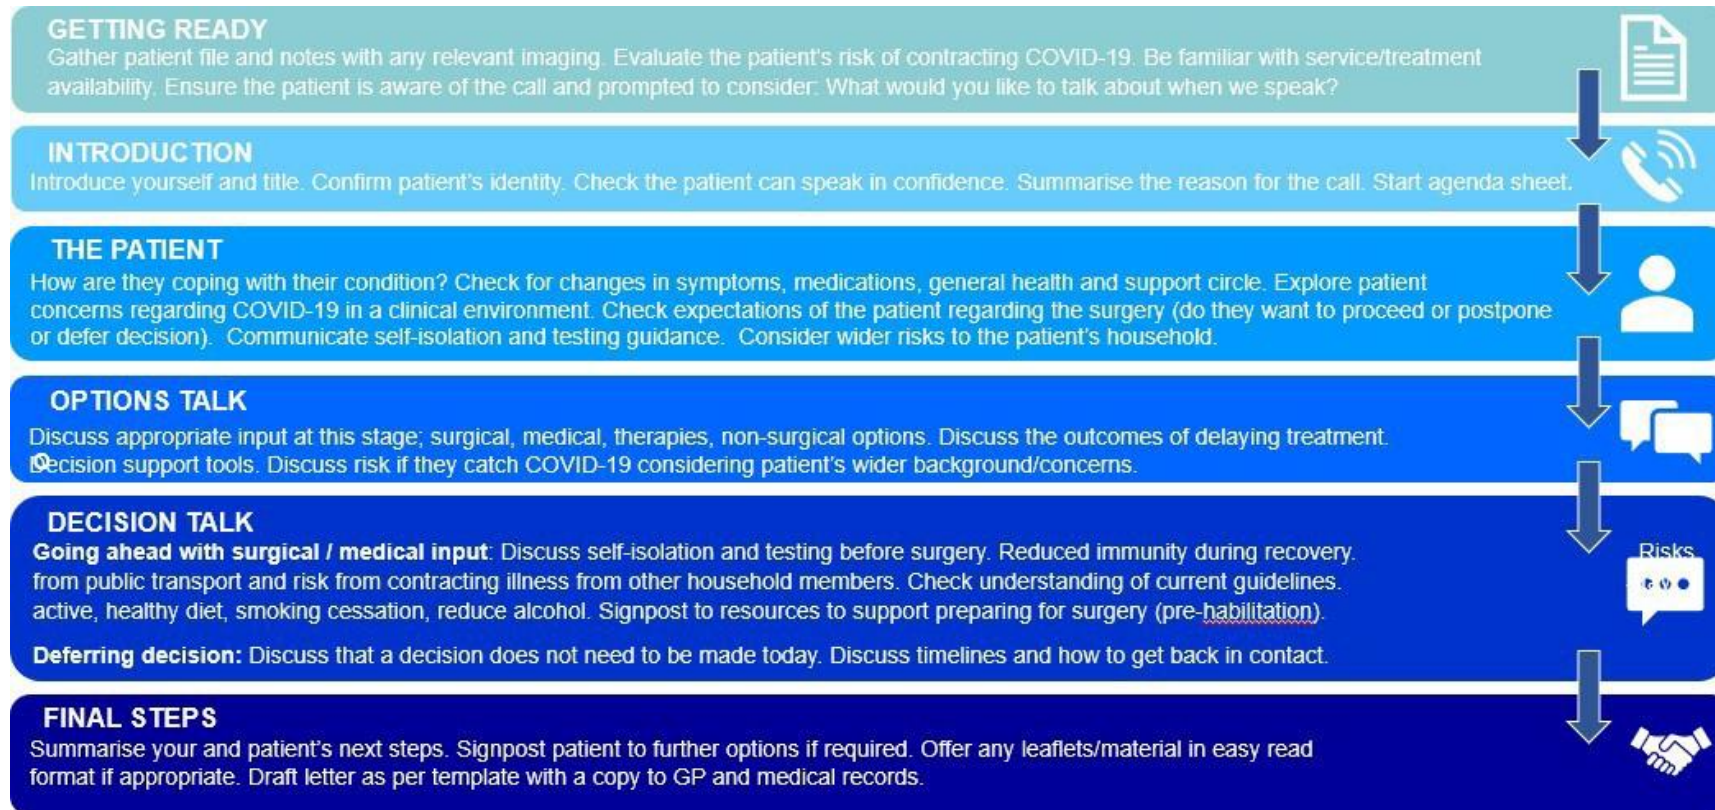 GETTING READY
Gather patient file and notes with any relevant imaging. Evaluate the patient's risk of contracting COVID-19. Be familiar with service/treatment
availability. Ensure the patient is aware of the call and prompted to consider: What would you like to talk about when we speak?
INTRODUCTION
Introduce yourself and title. Confirm patient's identity. Check the patient can speak in confidence. Summarise the reason for the call. Start agenda sheet.
THE PATIENT
How are they coping with their condition? Check for changes in symptoms, medications, general health and support circle. Explore patient
concerns regarding COVID-19 in a clinical environment. Check expectations of the patient regarding the surgery (do they want to proceed or postpone
or defer decision). Communicate self-isolation and testing guidance. Consider wider risks to the patient's household.
OPTIONS TALK
Discuss appropriate input at this stage; surgical, medical, therapies, non-surgical options. Discuss the outcomes of delaying treatment.
Decision support tools. Discuss risk if they catch COVID-19 considering patient's wider background/concerns.
DECISION TALK
Going ahead with surgical / medical input: Discuss self-isolation and testing before surgery. Reduced immunity during recovery. Risks
from public transport and risk from contracting illness from other household members. Check understanding of current guidelines.
active, healthy diet, smoking cessation, reduce alcohol. Signpost to resources to support preparing for surgery (pre-habilitation).
Deferring decision: Discuss that a decision does not need to be made today. Discuss timelines and how to get back in contact.
FINAL STEPS
Summarise your and patient's next steps. Signpost patient to further options if required. Offer any leaflets/material in easy read
format if appropriate. Draft letter as per template with a copy to GP and medical records.